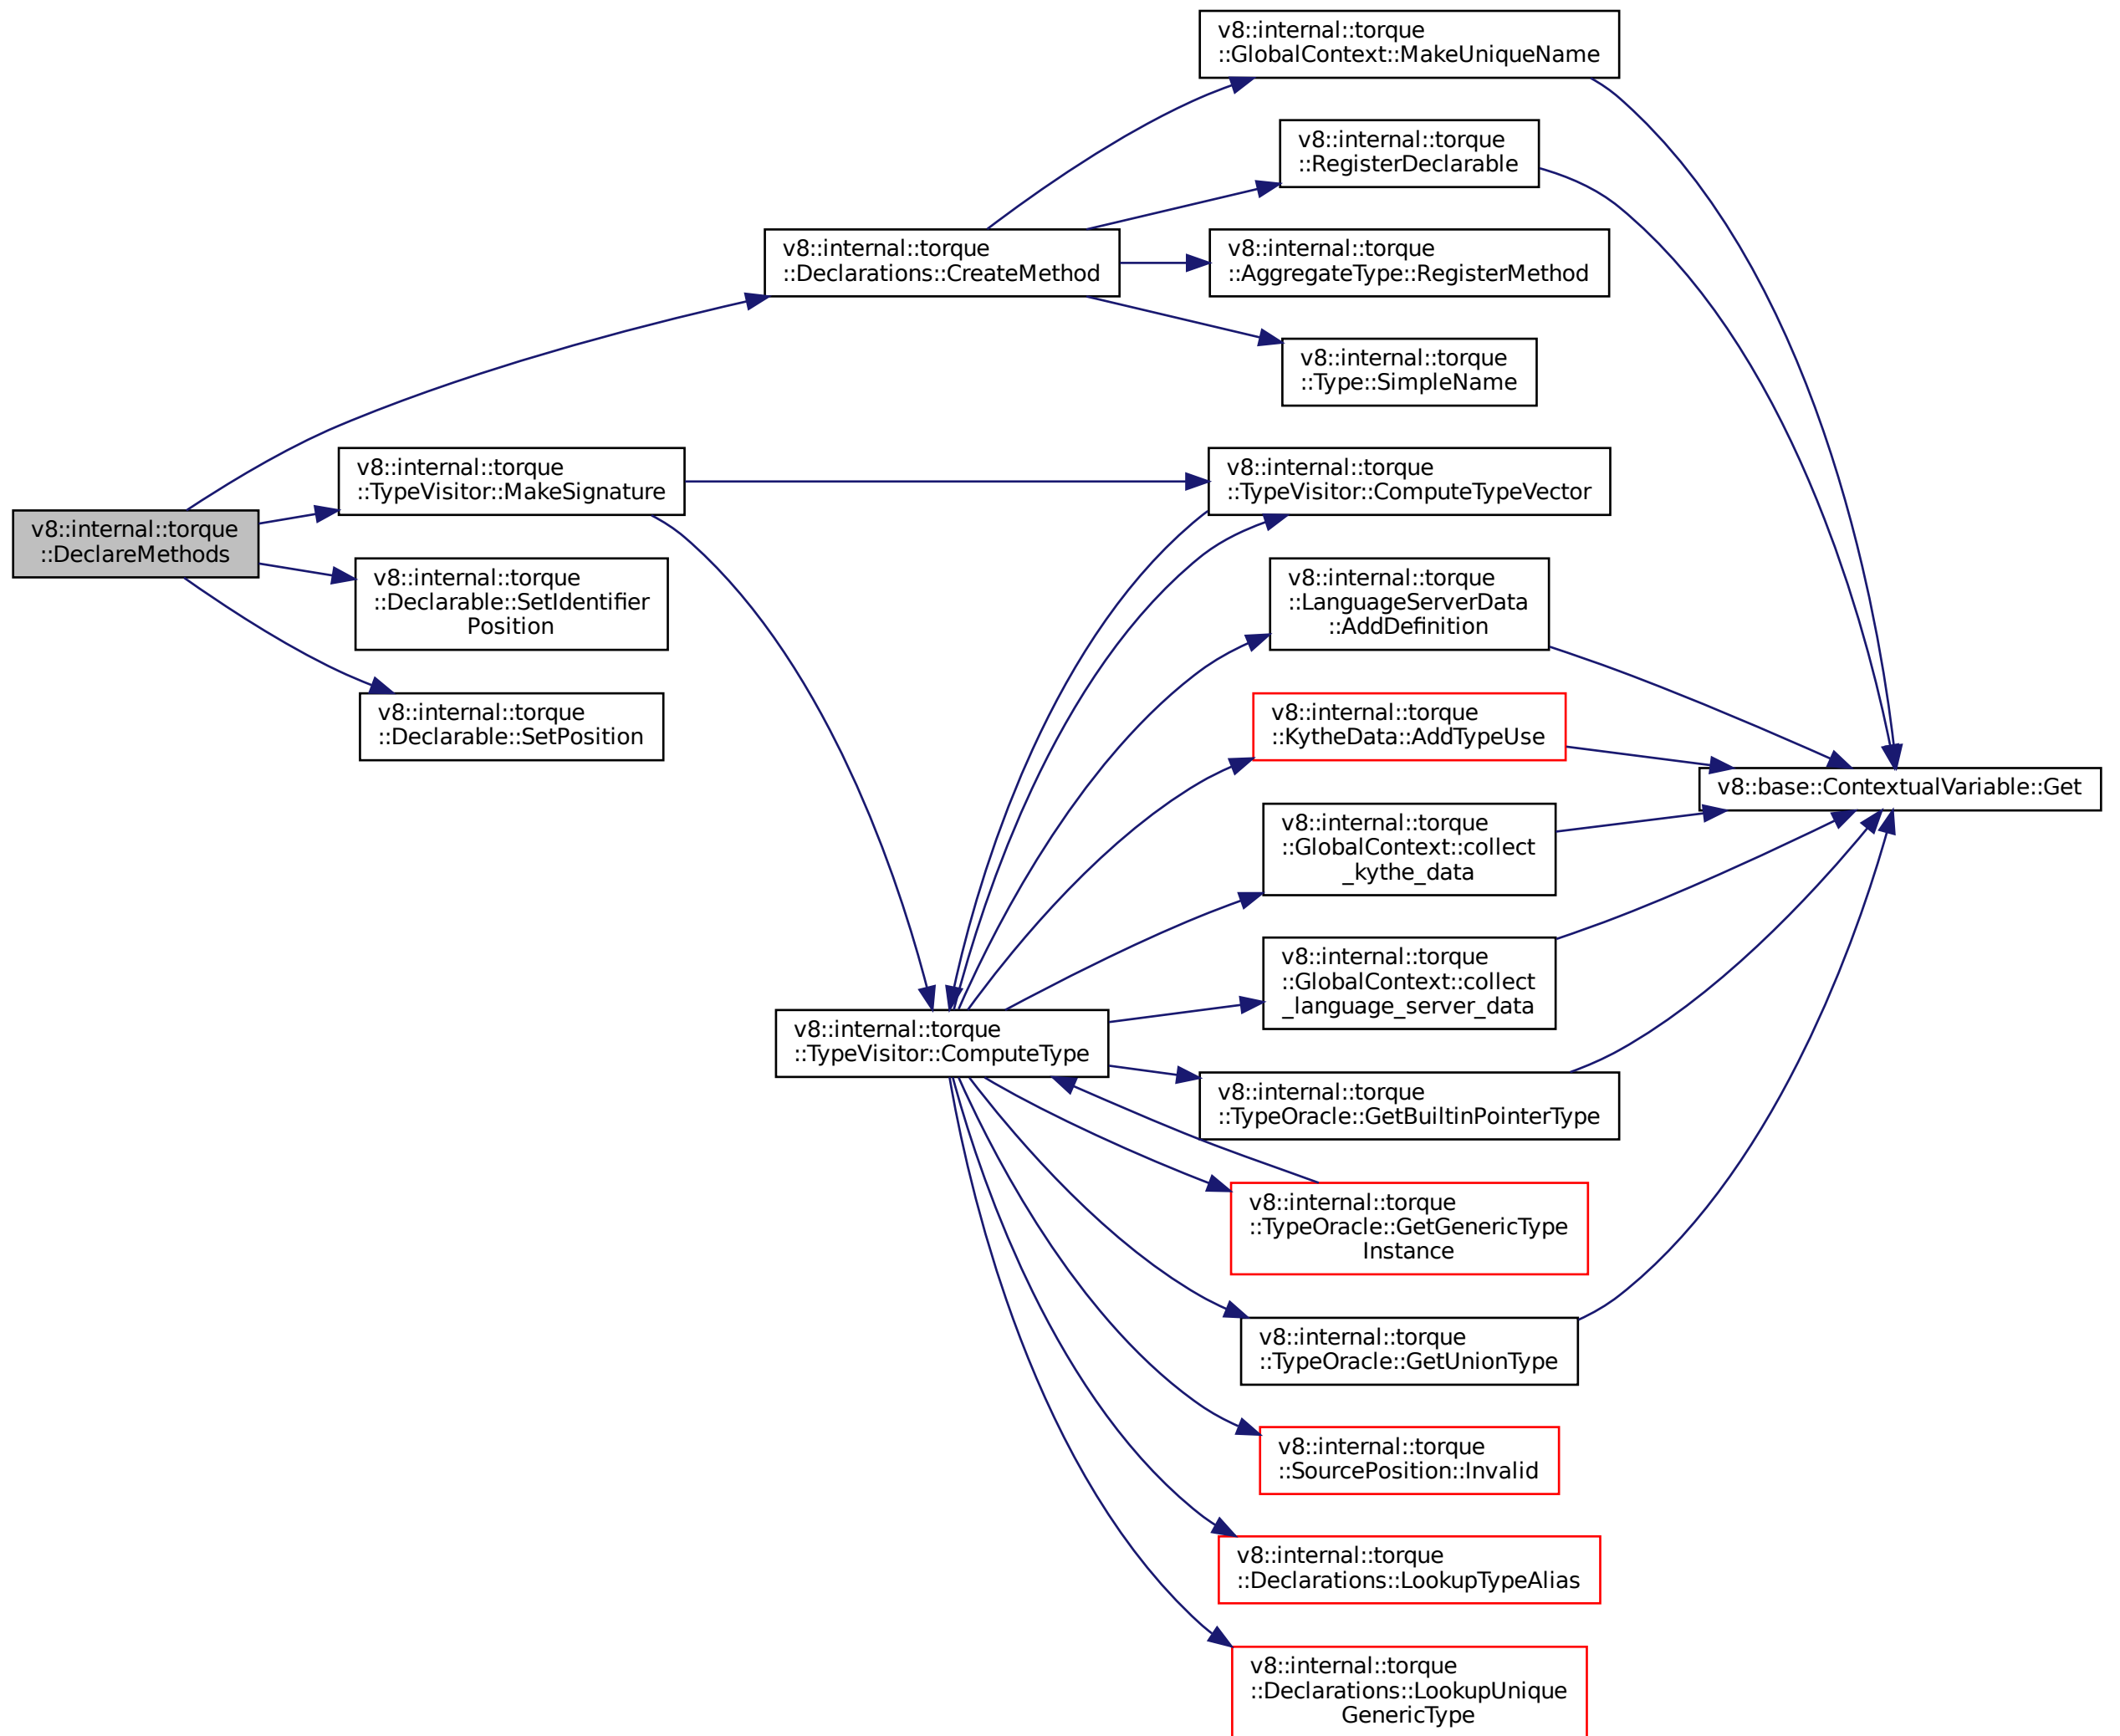 v8::internal::torque
::GlobalContext::MakeUniqueName
v8::internal::torque
::RegisterDeclarable
v8::internal::torque
::Declarations::CreateMethod
v8::internal::torque
::AggregateType::RegisterMethod
v8::internal::torque
::Type::SimpleName
v8::internal::torque
::TypeVisitor::MakeSignature
v8::internal::torque
::TypeVisitor::ComputeTypeVector
v8::internal::torque
::DeclareMethods
v8::internal::torque
::Declarable::SetIdentifier
Position
v8::internal::torque
::LanguageServerData
::AddDefinition
v8::internal::torque
::Declarable::SetPosition
v8::internal::torque
::KytheData::AddTypeUse
v8::base::ContextualVariable::Get
v8::internal::torque
::GlobalContext::collect
_kythe_data
v8::internal::torque
::GlobalContext::collect
_language_server_data
v8::internal::torque
::TypeVisitor::ComputeType
v8::internal::torque
::TypeOracle::GetBuiltinPointerType
v8::internal::torque
::TypeOracle::GetGenericType
Instance
v8::internal::torque
::TypeOracle::GetUnionType
v8::internal::torque
::SourcePosition::Invalid
v8::internal::torque
::Declarations::LookupTypeAlias
v8::internal::torque
::Declarations::LookupUnique
GenericType